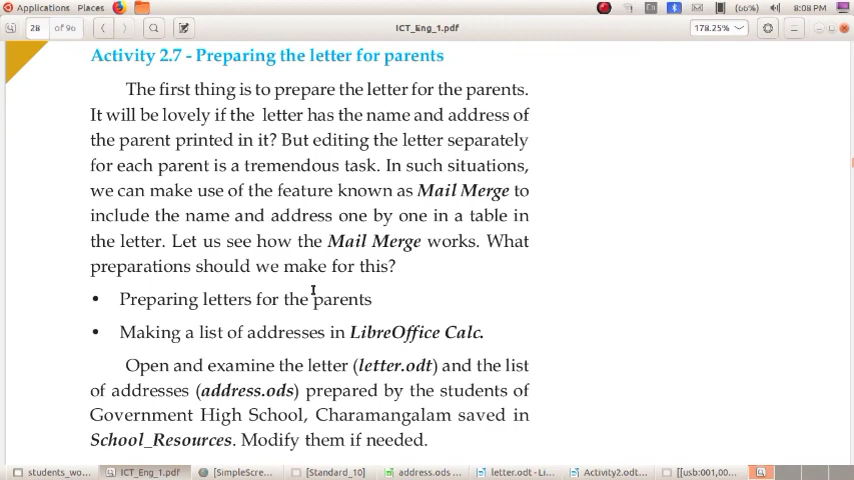 Applications Places En (66%) 8:08 PM
28 of 96 ICT_Eng_1.pdf 178.25%
Activity 2.7 - Preparing the letter for parents
The first thing is to prepare the letter for the parents.
It will be lovely if the letter has the name and address of
the parent printed in it? But editing the letter separately
for each parent is a tremendous task. In such situations,
we can make use of the feature known as Mail Merge to
include the name and address one by one in a table in
the letter. Let us see how the Mail Merge works. What
preparations should we make for this?
• Preparing letters for the parents
• Making a list of addresses in LibreOffice Calc.
Open and examine the letter (letter.odt) and the list
of addresses (address.ods) prepared by the students of
Government High School, Charamangalam saved in
School_Resources. Modify them if needed.
students_wo... ICT_Eng_1.pdf [SimpleScre... [Standard_10] address.ods ... letter.odt - Li... Activity2.odt... [[usb:001,00...